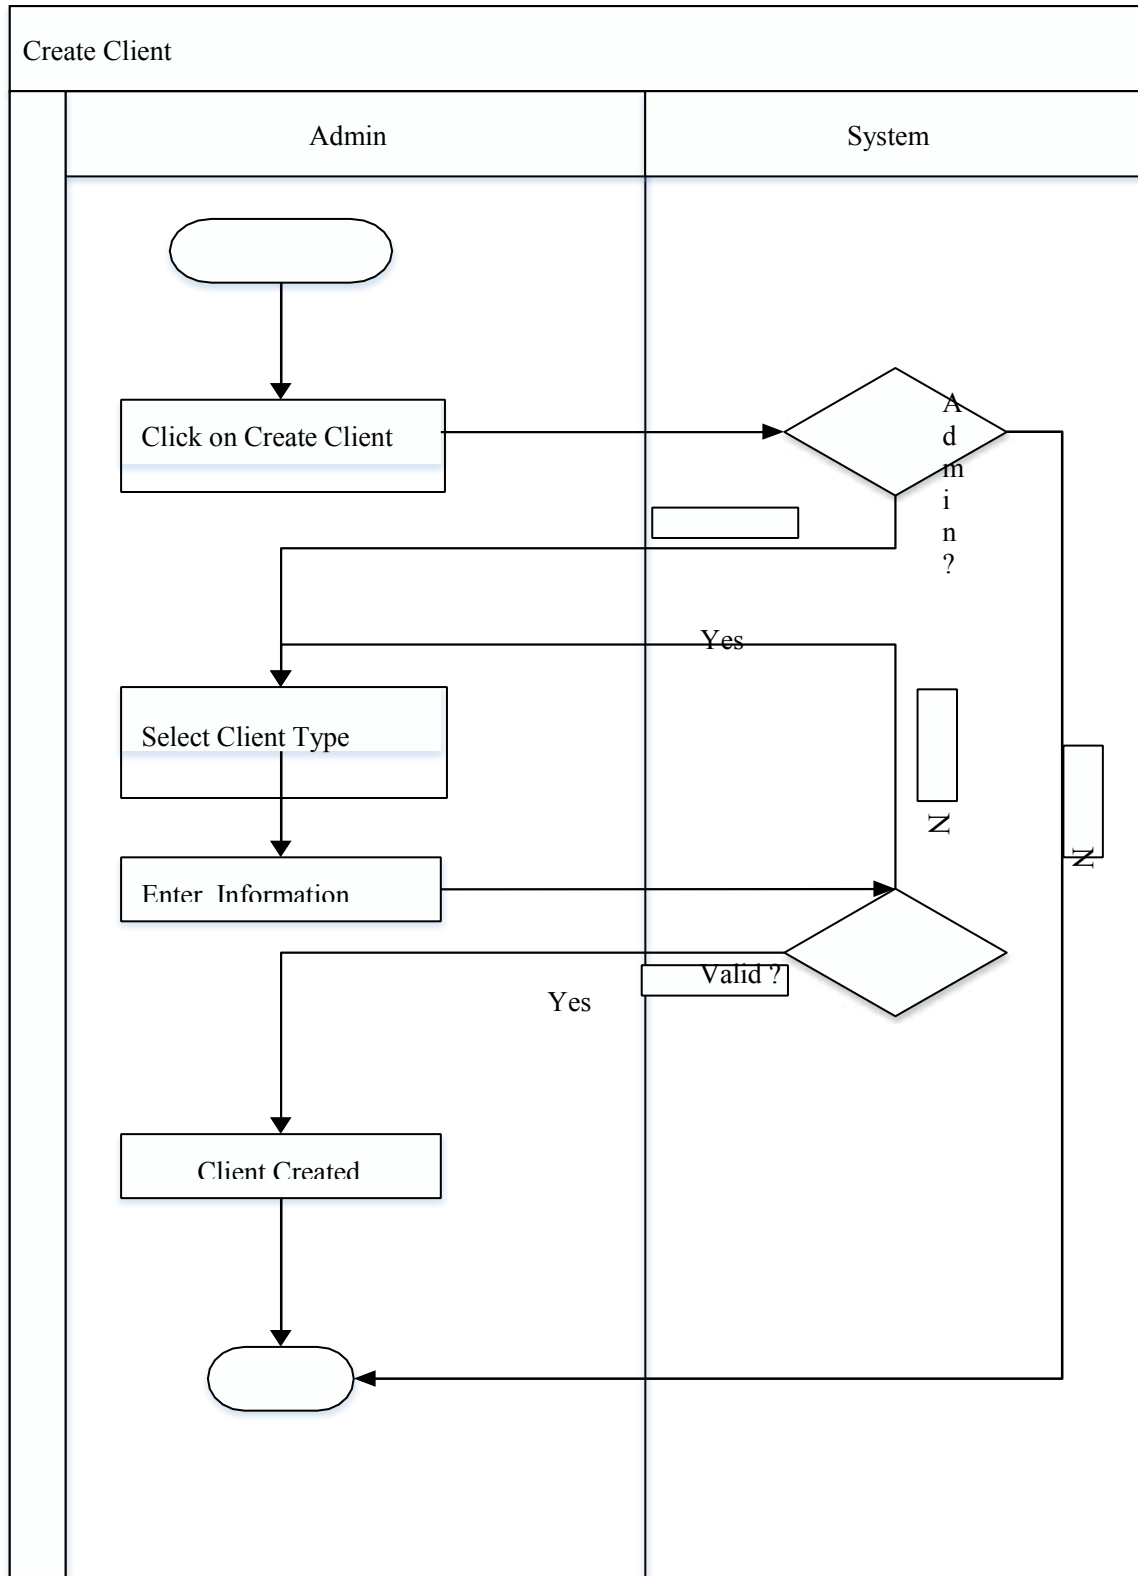 Create Client
Admin
System
Click on Create Client
A
d
m
i
n
?
Yes
Select Client Type
N
N
Enter Information
Valid ?
Yes
Client Created